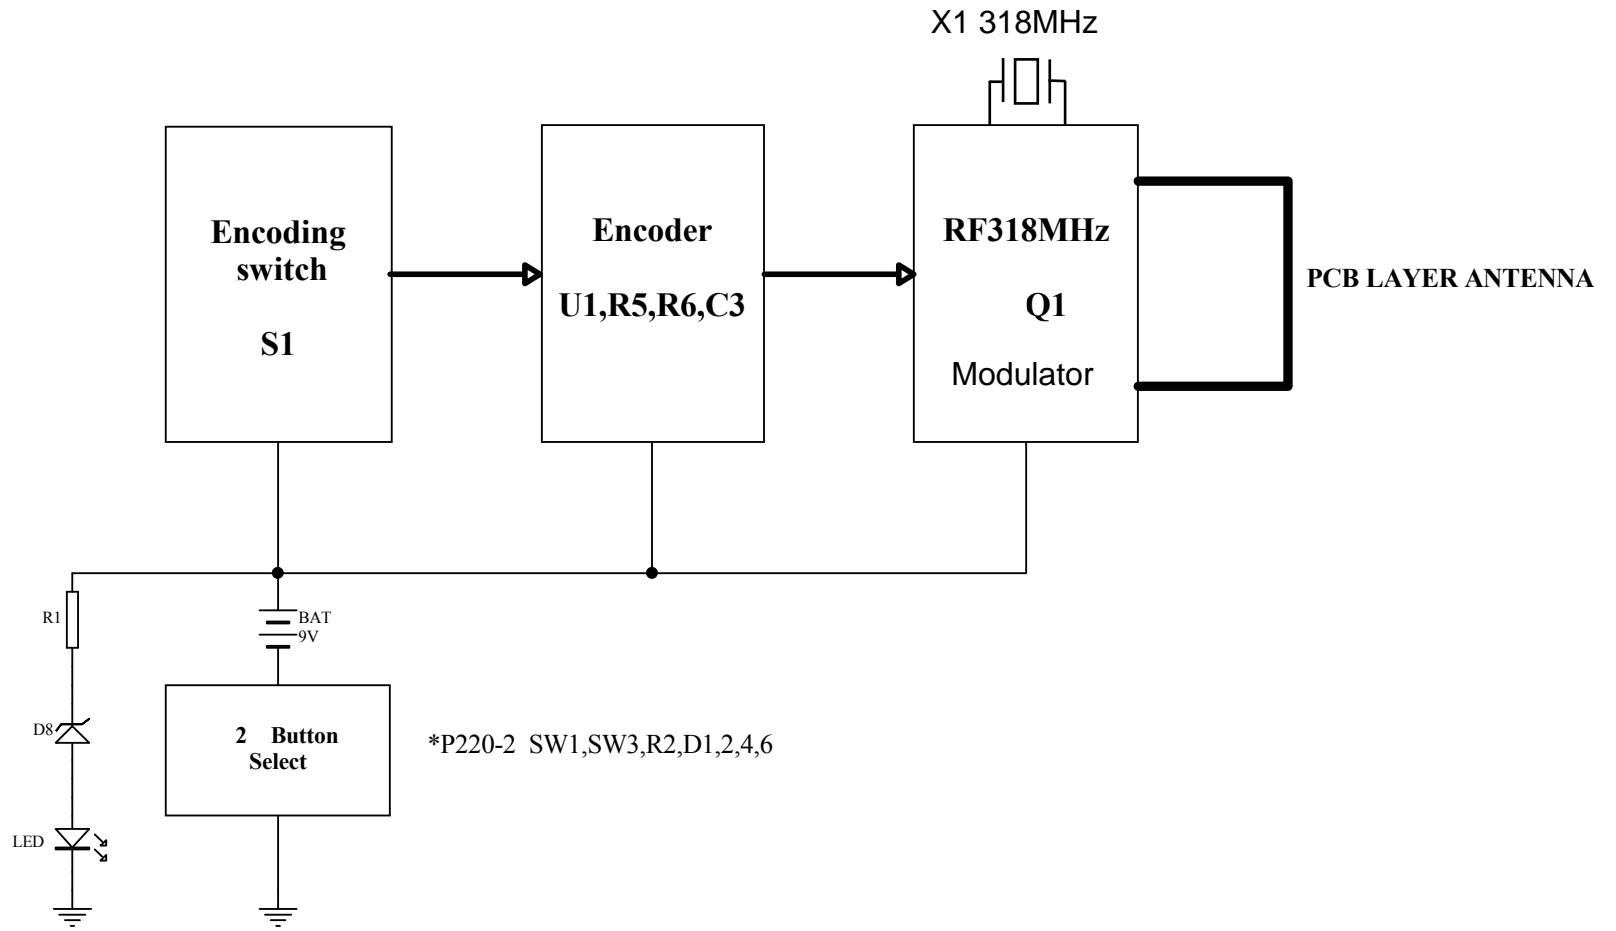 X1 318MHz
Encoding
switch
S1
Encoder
U1,R5,R6,C3
RF318MHz
Q1
Modulator
PCB LAYER ANTENNA
R1
BAT
9V
D8
2 Button
Select
*P220-2 SW1,SW3,R2,D1,2,4,6
LED